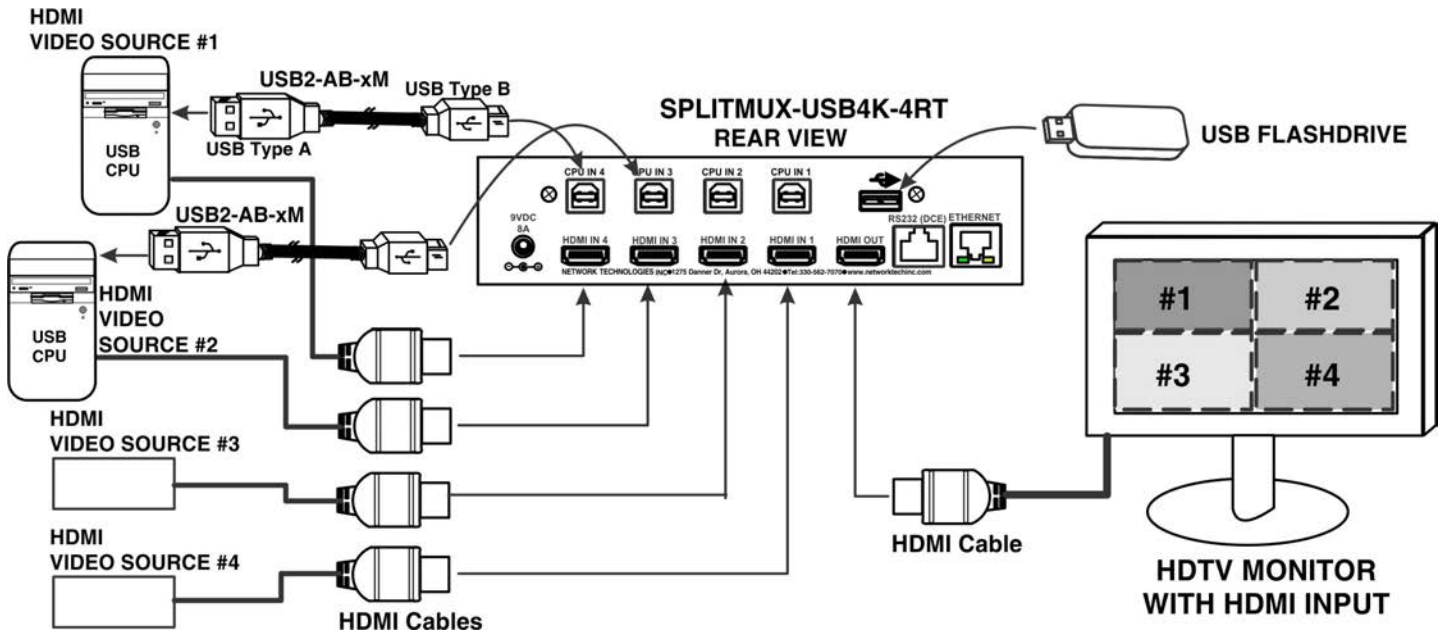 HDMI
VIDEO SOURCE #1
USB2-AB-xM
USB Type B
USB Type A
USB
CPU
SPLITMUX-USB4K-4RT
REAR VIEW
USB FLASHDRIVE
CPU IN 4
PU IN 3
CPU IN 2
CPU IN 1
9VDC
8A
RS232 (DCE)
ETHERNET
HDMI IN 4
HDMI IN 3
HDMI IN 2
HDMI IN 1
HDMI OUT
NETWORK TECHNOLOGIES INC●1275 Danner Dr, Aurora, OH 44202●Tel:330-562-7070●www.networktechinc.com
USB2-AB-xM
HDMI
VIDEO
SOURCE #2
USB
CPU
#1
#2
#3
#4
HDMI
VIDEO SOURCE #3
HDMI
VIDEO SOURCE #4
HDMI Cables
HDMI Cable
HDTV MONITOR
WITH HDMI INPUT